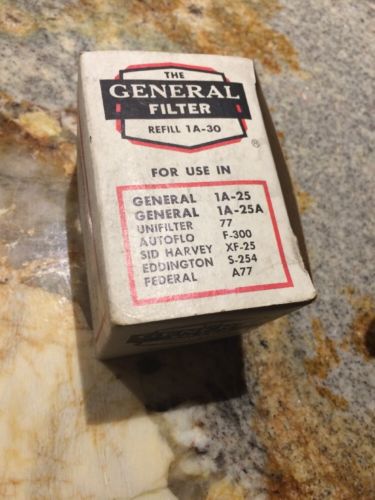 THE
GENERAL
FILTER
REFILL 1A-30
®
FOR USE IN
GENERAL 1A-25
GENERAL 1A-25A
UNIFILTER 77
AUTOFLO F-300
SID HARVEY XF-25
EDDINGTON S-254
FEDERAL A77